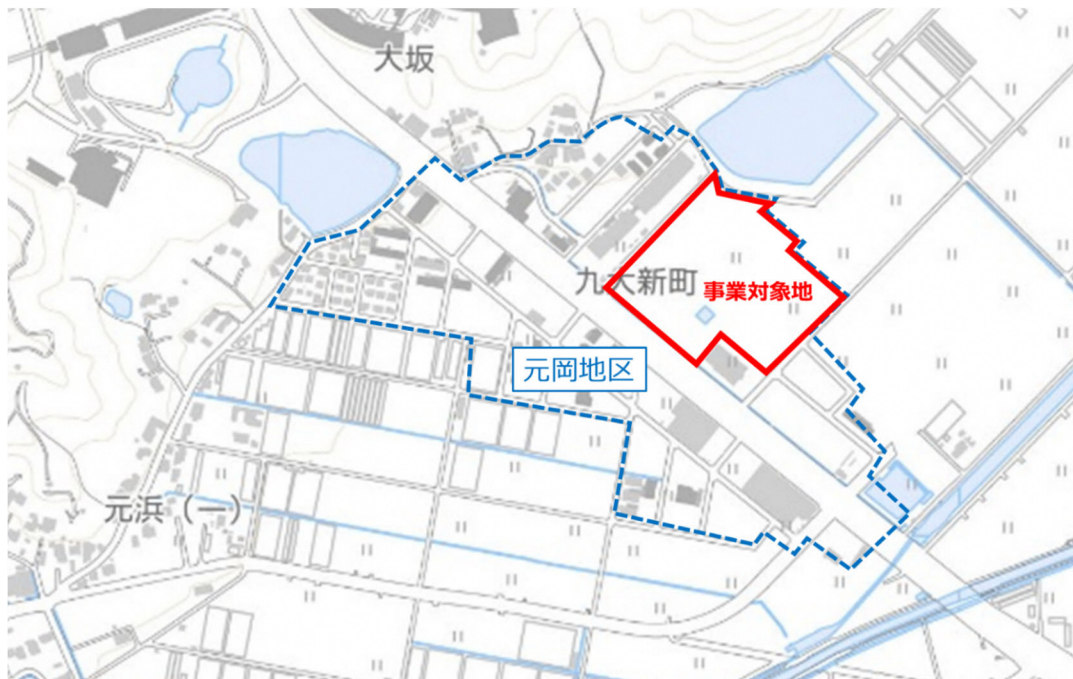 大坂
九大新町
事業対象地
元岡地区
元浜（一）